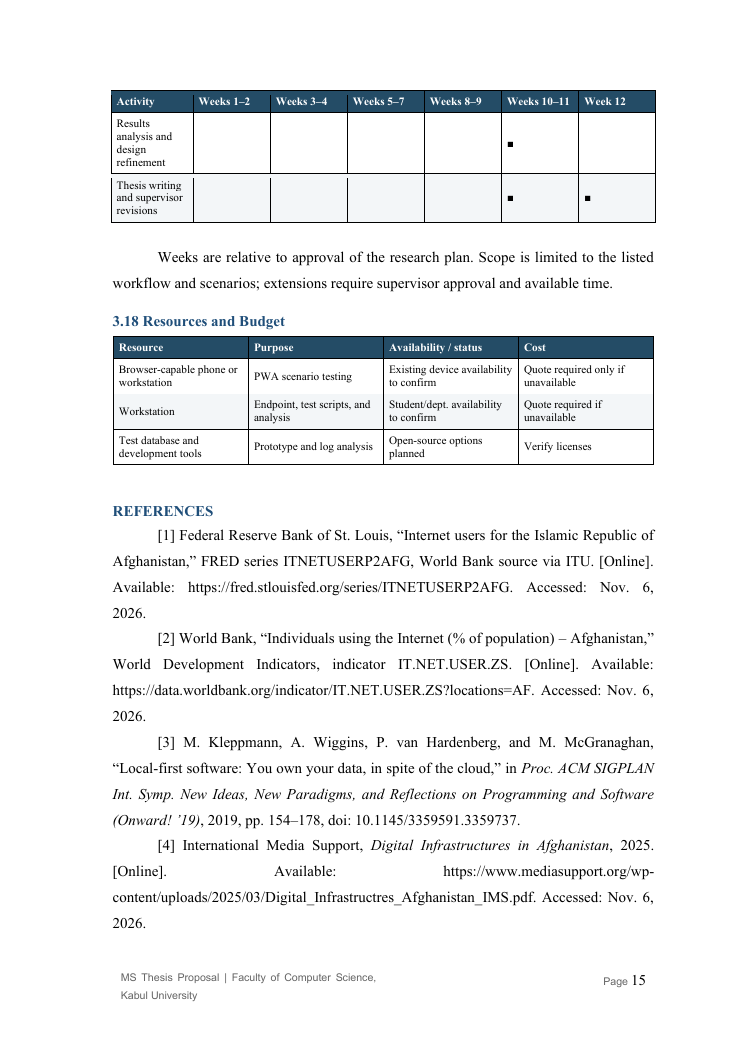 Activity Weeks 1–2 Weeks 3–4 Weeks 5–7 Weeks 8–9 Weeks 10–11 Week 12
Results
analysis and
design
refinement
■
Thesis writing
and supervisor
revisions
■ ■
Weeks are relative to approval of the research plan. Scope is limited to the listed
workflow and scenarios; extensions require supervisor approval and available time.
3.18 Resources and Budget
Resource Purpose Availability / status Cost
Browser-capable phone or
workstation
PWA scenario testing
Existing device availability
to confirm
Quote required only if
unavailable
Workstation
Endpoint, test scripts, and
analysis
Student/dept. availability
to confirm
Quote required if
unavailable
Test database and
development tools
Prototype and log analysis
Open-source options
planned
Verify licenses
REFERENCES
[1] Federal Reserve Bank of St. Louis, “Internet users for the Islamic Republic of
Afghanistan,” FRED series ITNETUSERP2AFG, World Bank source via ITU. [Online].
Available: https://fred.stlouisfed.org/series/ITNETUSERP2AFG. Accessed: Nov. 6,
2026.
[2] World Bank, “Individuals using the Internet (% of population) – Afghanistan,”
World Development Indicators, indicator IT.NET.USER.ZS. [Online]. Available:
https://data.worldbank.org/indicator/IT.NET.USER.ZS?locations=AF. Accessed: Nov. 6,
2026.
[3] M. Kleppmann, A. Wiggins, P. van Hardenberg, and M. McGranaghan,
“Local-first software: You own your data, in spite of the cloud,” in Proc. ACM SIGPLAN
Int. Symp. New Ideas, New Paradigms, and Reflections on Programming and Software
(Onward! ’19), 2019, pp. 154–178, doi: 10.1145/3359591.3359737.
[4] International Media Support, Digital Infrastructures in Afghanistan, 2025.
[Online]. Available: https://www.mediasupport.org/wp-
content/uploads/2025/03/Digital_Infrastructres_Afghanistan_IMS.pdf. Accessed: Nov. 6,
2026.
MS Thesis Proposal | Faculty of Computer Science,
Kabul University
Page 15